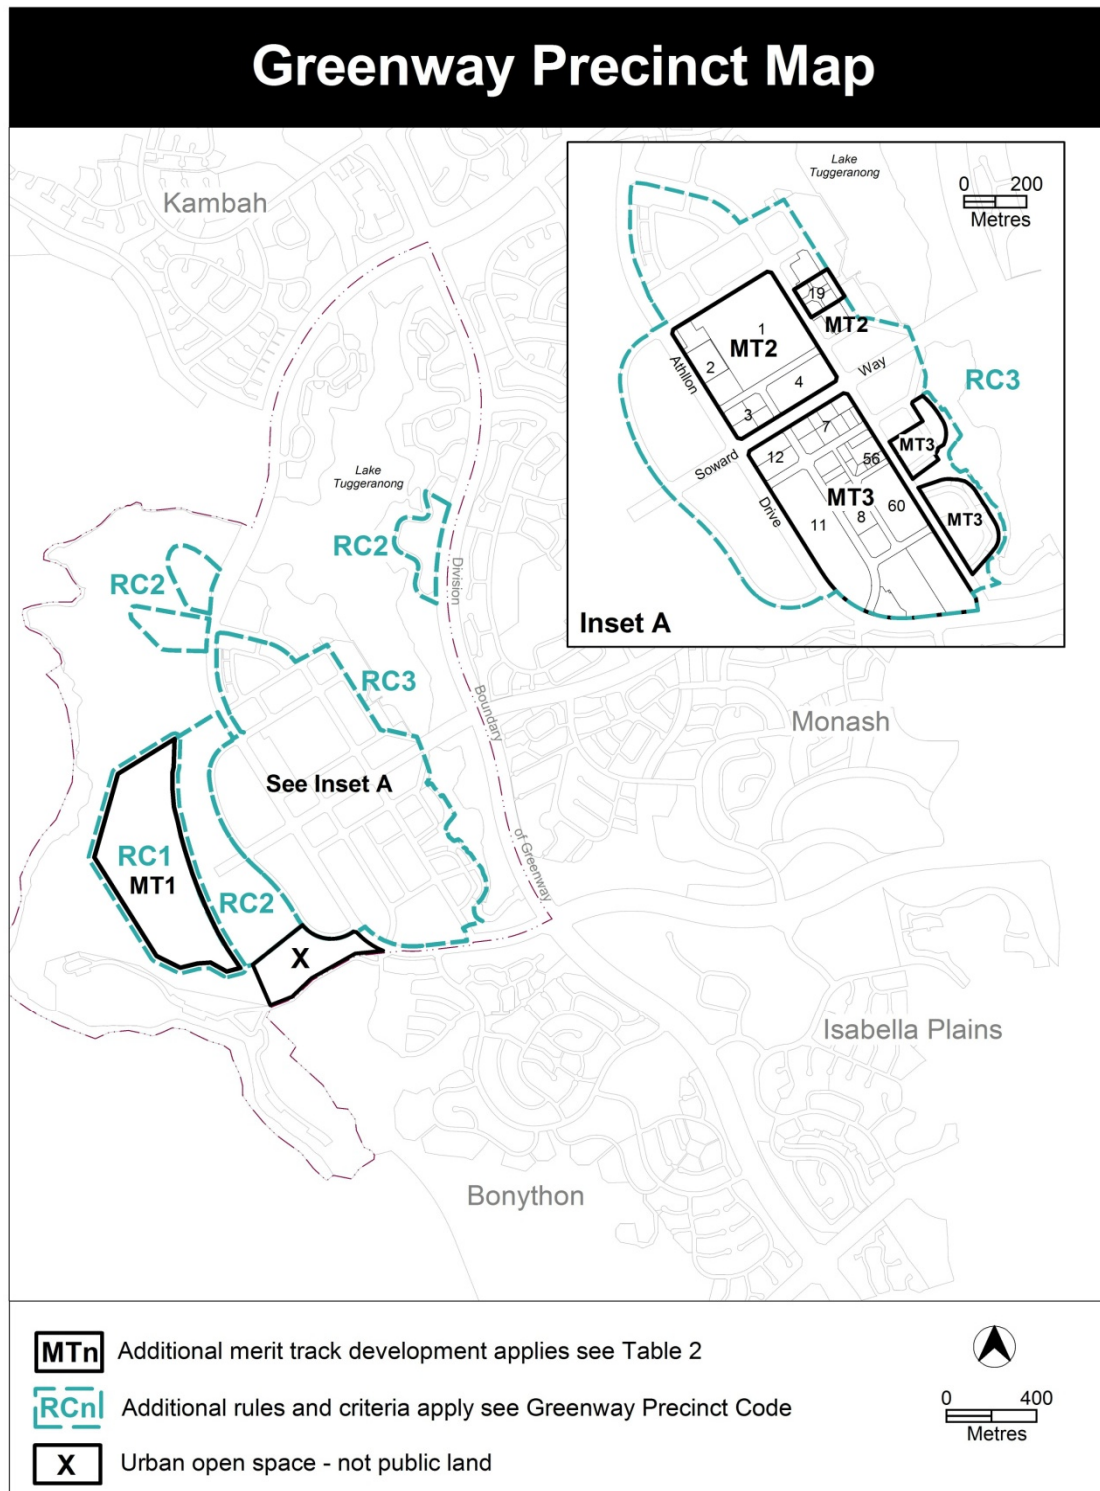 Greenway Precinct Map
Kambah
Lake
Tuggeranong
0 200
Metres
19
MT2
1
MT2
2
Athllon
4
Way
RC3
3
7
MT3
Soward
12
56
MT3
60
MT3
Drive
11
8
Inset A
Lake
Tuggeranong
RC2
Division
RC2
RC3
Boundary
Monash
See Inset A
of Greenway
RC1
MT1
RC2
X
Isabella Plains
Bonython
MTn Additional merit track development applies see Table 2
RCn Additional rules and criteria apply see Greenway Precinct Code
X Urban open space - not public land
0 400
Metres